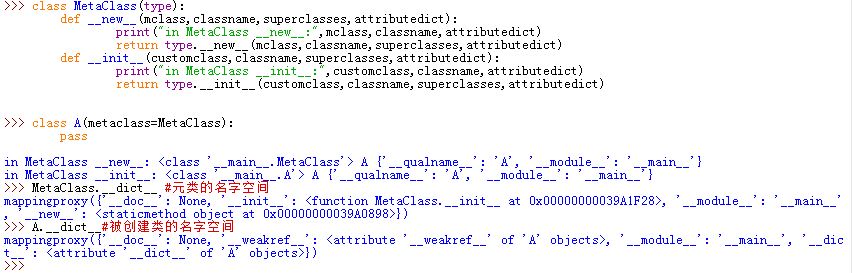 >>> class MetaClass(type):
        def __new__(mclass,classname,superclasses,attributedict):
                print("in MetaClass __new__:",mclass,classname,attributedict)
                return type.__new__(mclass,classname,superclasses,attributedict)
        def __init__(customclass,classname,superclasses,attributedict):
                print("in MetaClass __init__:",customclass,classname,attributedict)
                return type.__init__(customclass,classname,superclasses,attributedict)
>>> class A(metaclass=MetaClass):
        pass
in MetaClass __new__: <class '__main__.MetaClass'> A {'__qualname__': 'A', '__module__': '__main__'}
in MetaClass __init__: <class '__main__.A'> A {'__qualname__': 'A', '__module__': '__main__'}
>>> MetaClass.__dict__ #元类的名字空间
mappingproxy({'__doc__': None, '__init__': <function MetaClass.__init__ at 0x00000000039A1F28>, '__module__': '__main__'
, '__new__': <staticmethod object at 0x00000000039A0898>})
>>> A.__dict__#被创建类的名字空间
mappingproxy({'__doc__': None, '__weakref__': <attribute '__weakref__' of 'A' objects>, '__module__': '__main__', '__dic
t__': <attribute '__dict__' of 'A' objects>})
>>>